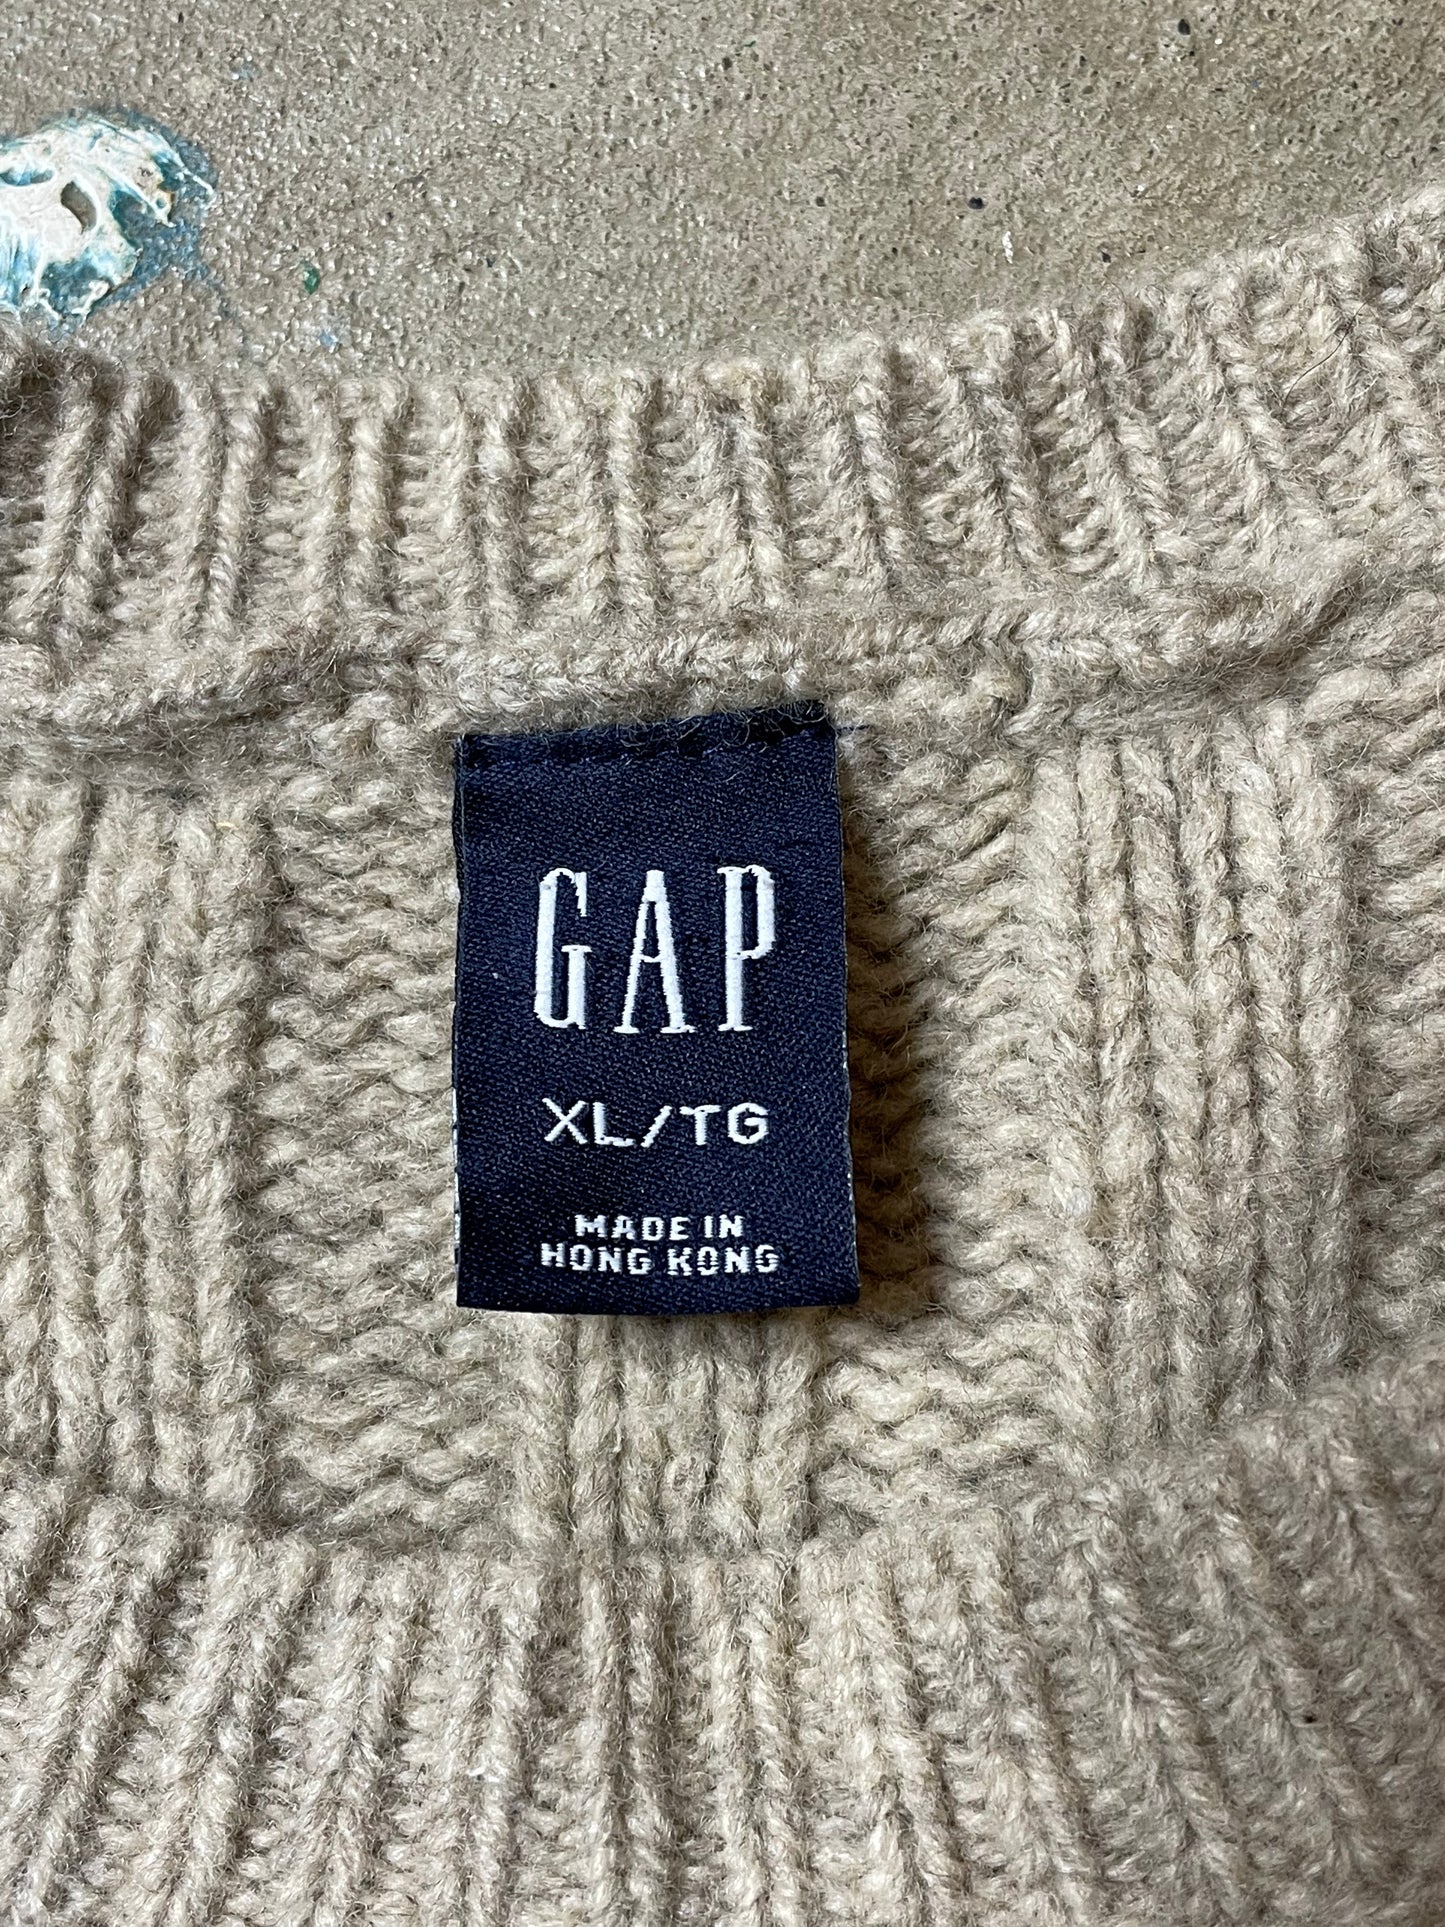 GAP
XL/TG
MADE IN
HONG KONG